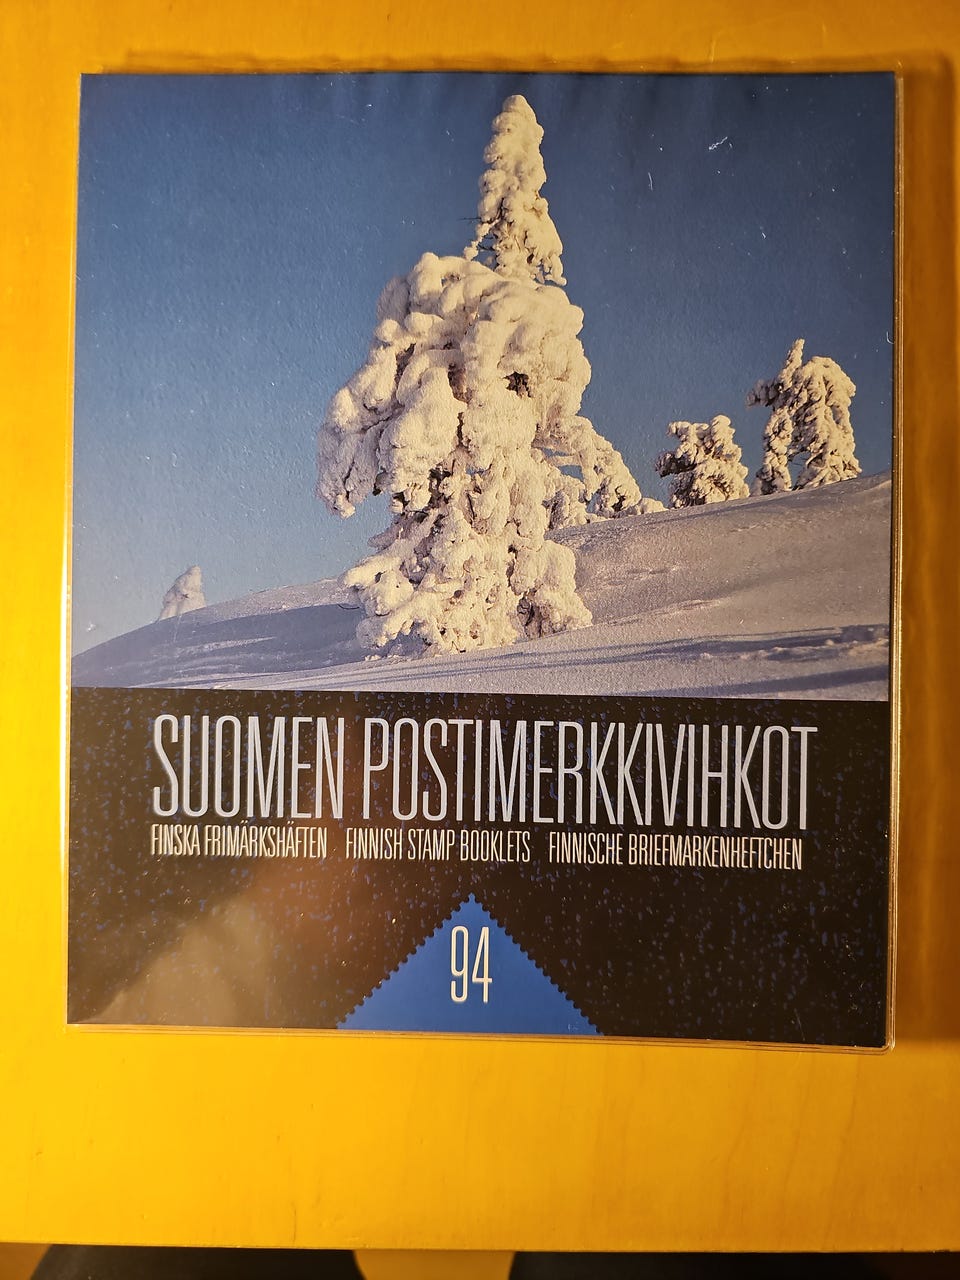 SUOMEN POSTIMERKKIVIHKOT
FINSKA FRIMÄRKSHÄFTEN FINNISH STAMP BOOKLETS FINNISCHE BRIEFMARKENHEFTCHEN
94